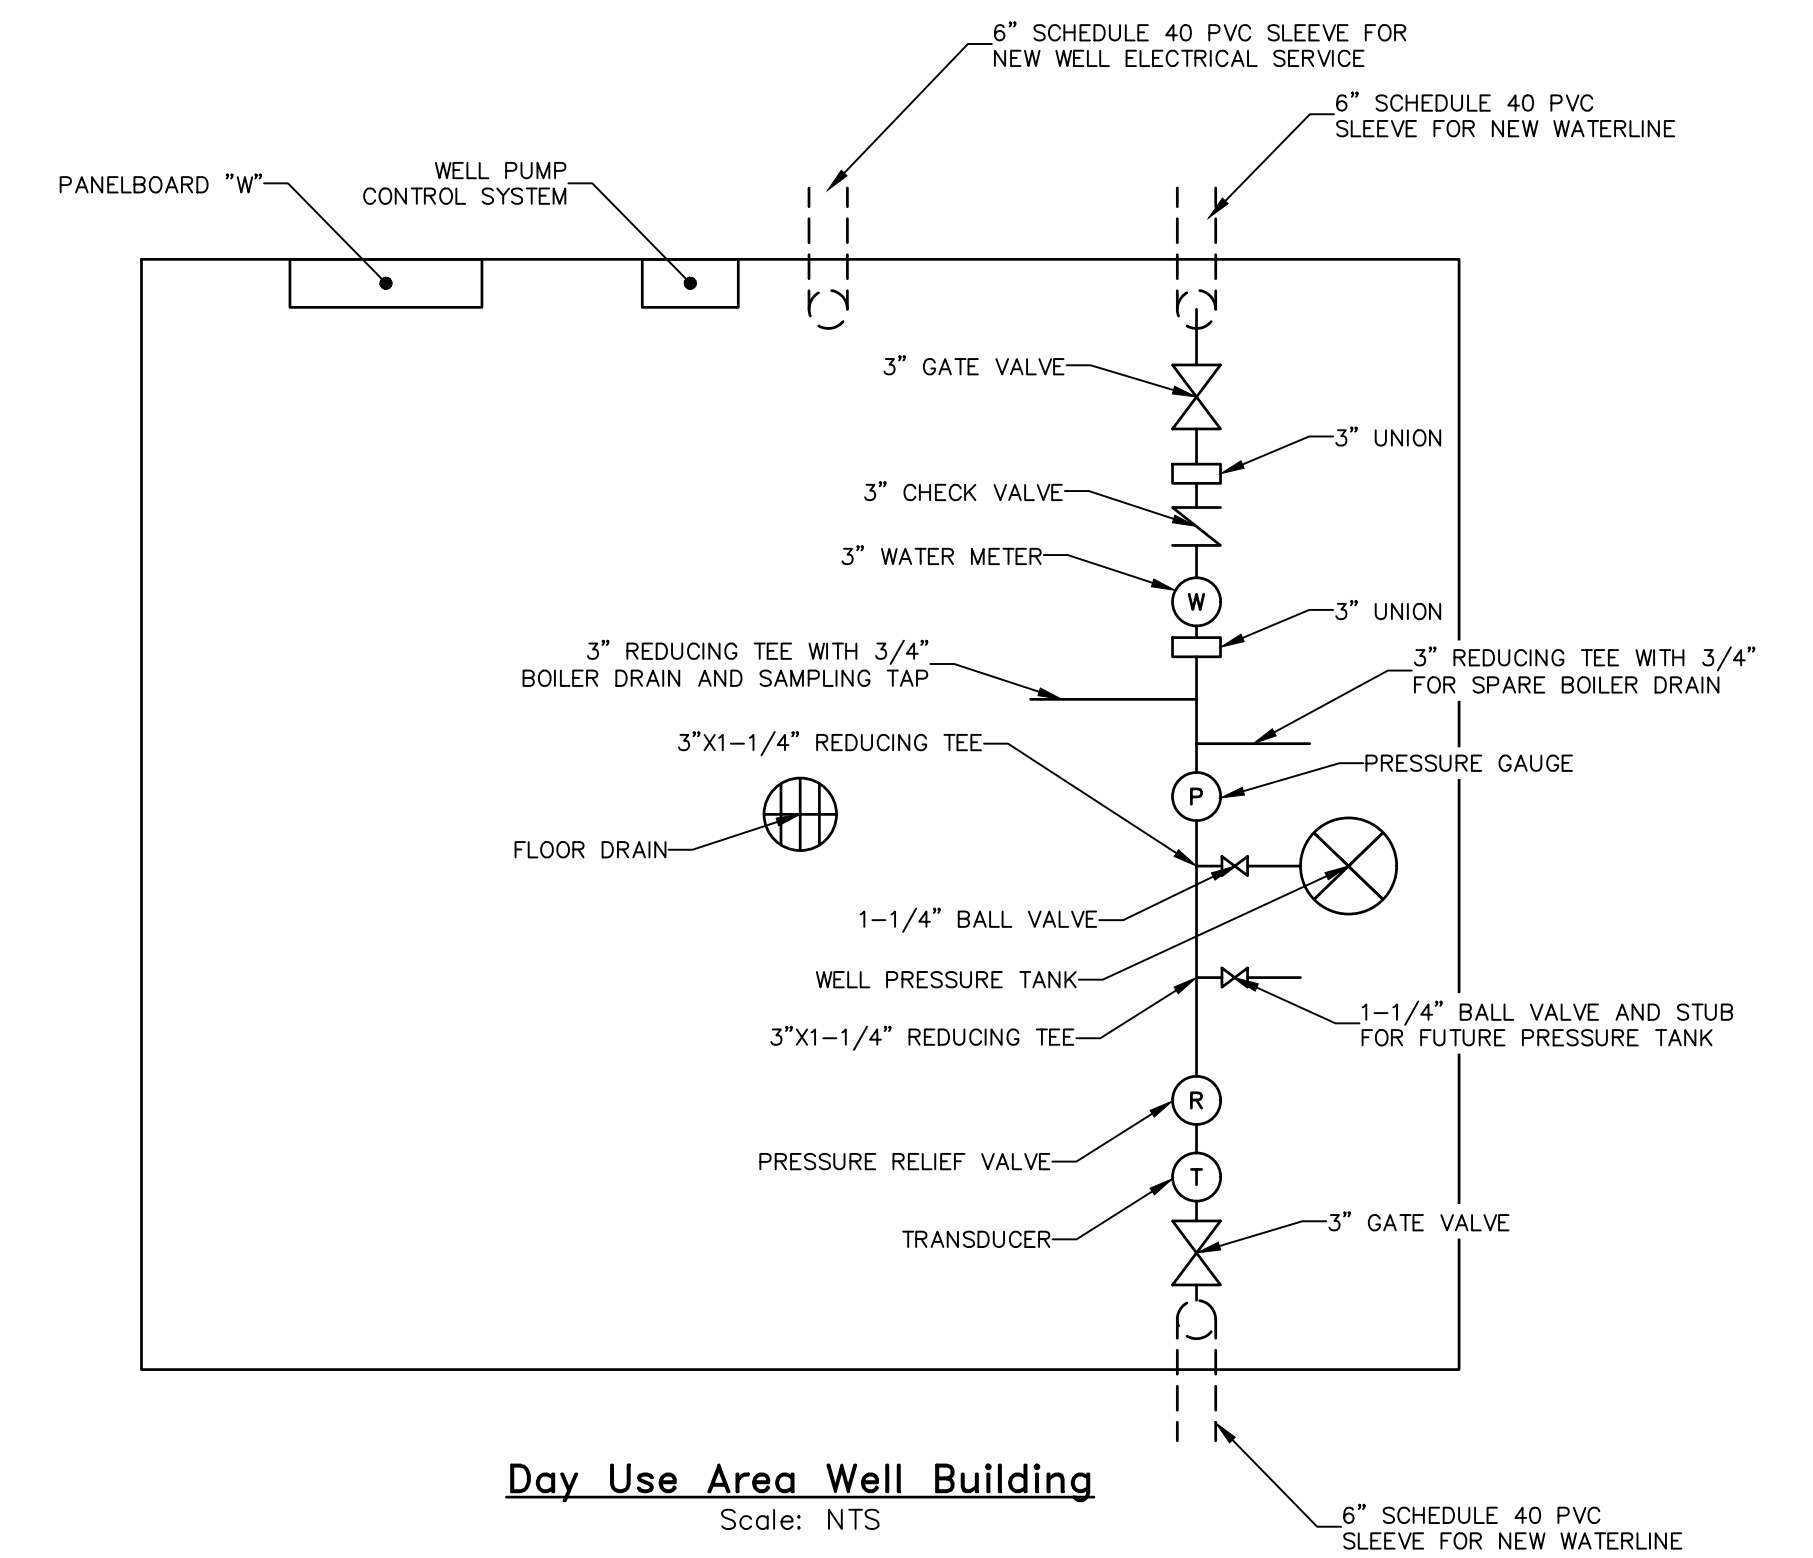 6” SCHEDULE 40 PVC SLEEVE FOR
NEW WELL ELECTRICAL SERVICE
6” SCHEDULE 40 PVC
SLEEVE FOR NEW WATERLINE
PANELBOARD ”W”
WELL PUMP
CONTROL SYSTEM
3” GATE VALVE
3” UNION
3” CHECK VALVE
3” WATER METER
W
3” UNION
3” REDUCING TEE WITH 3/4”
BOILER DRAIN AND SAMPLING TAP
3” REDUCING TEE WITH 3/4”
FOR SPARE BOILER DRAIN
3”X1-1/4” REDUCING TEE
PRESSURE GAUGE
P
FLOOR DRAIN
1-1/4” BALL VALVE
WELL PRESSURE TANK
3”X1-1/4” REDUCING TEE
1-1/4” BALL VALVE AND STUB
FOR FUTURE PRESSURE TANK
R
PRESSURE RELIEF VALVE
T
TRANSDUCER
3” GATE VALVE
Day Use Area Well Building
Scale: NTS
6” SCHEDULE 40 PVC
SLEEVE FOR NEW WATERLINE